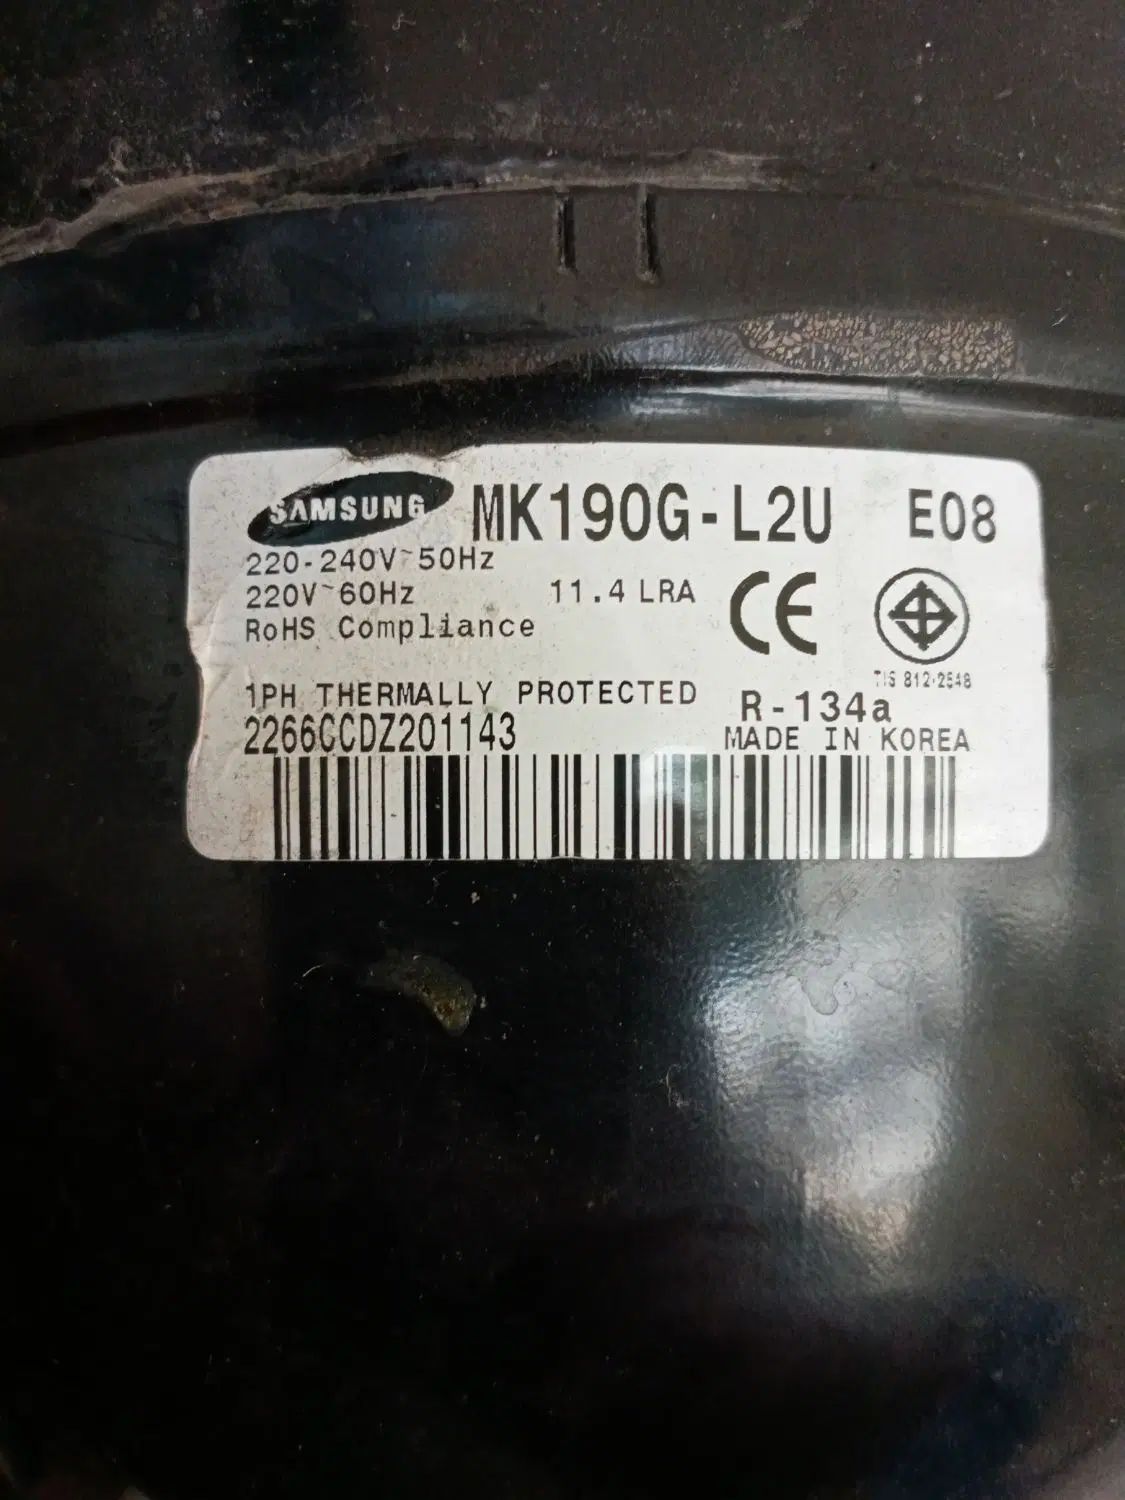 SAMSUNG MK190G-L2U E08
220-240V~50Hz
220V~60Hz 11.4 LRA
RoHS Compliance
CE
TIS 812-2548
1PH THERMALLY PROTECTED
R-134a
2266CCDZ201143
MADE IN KOREA